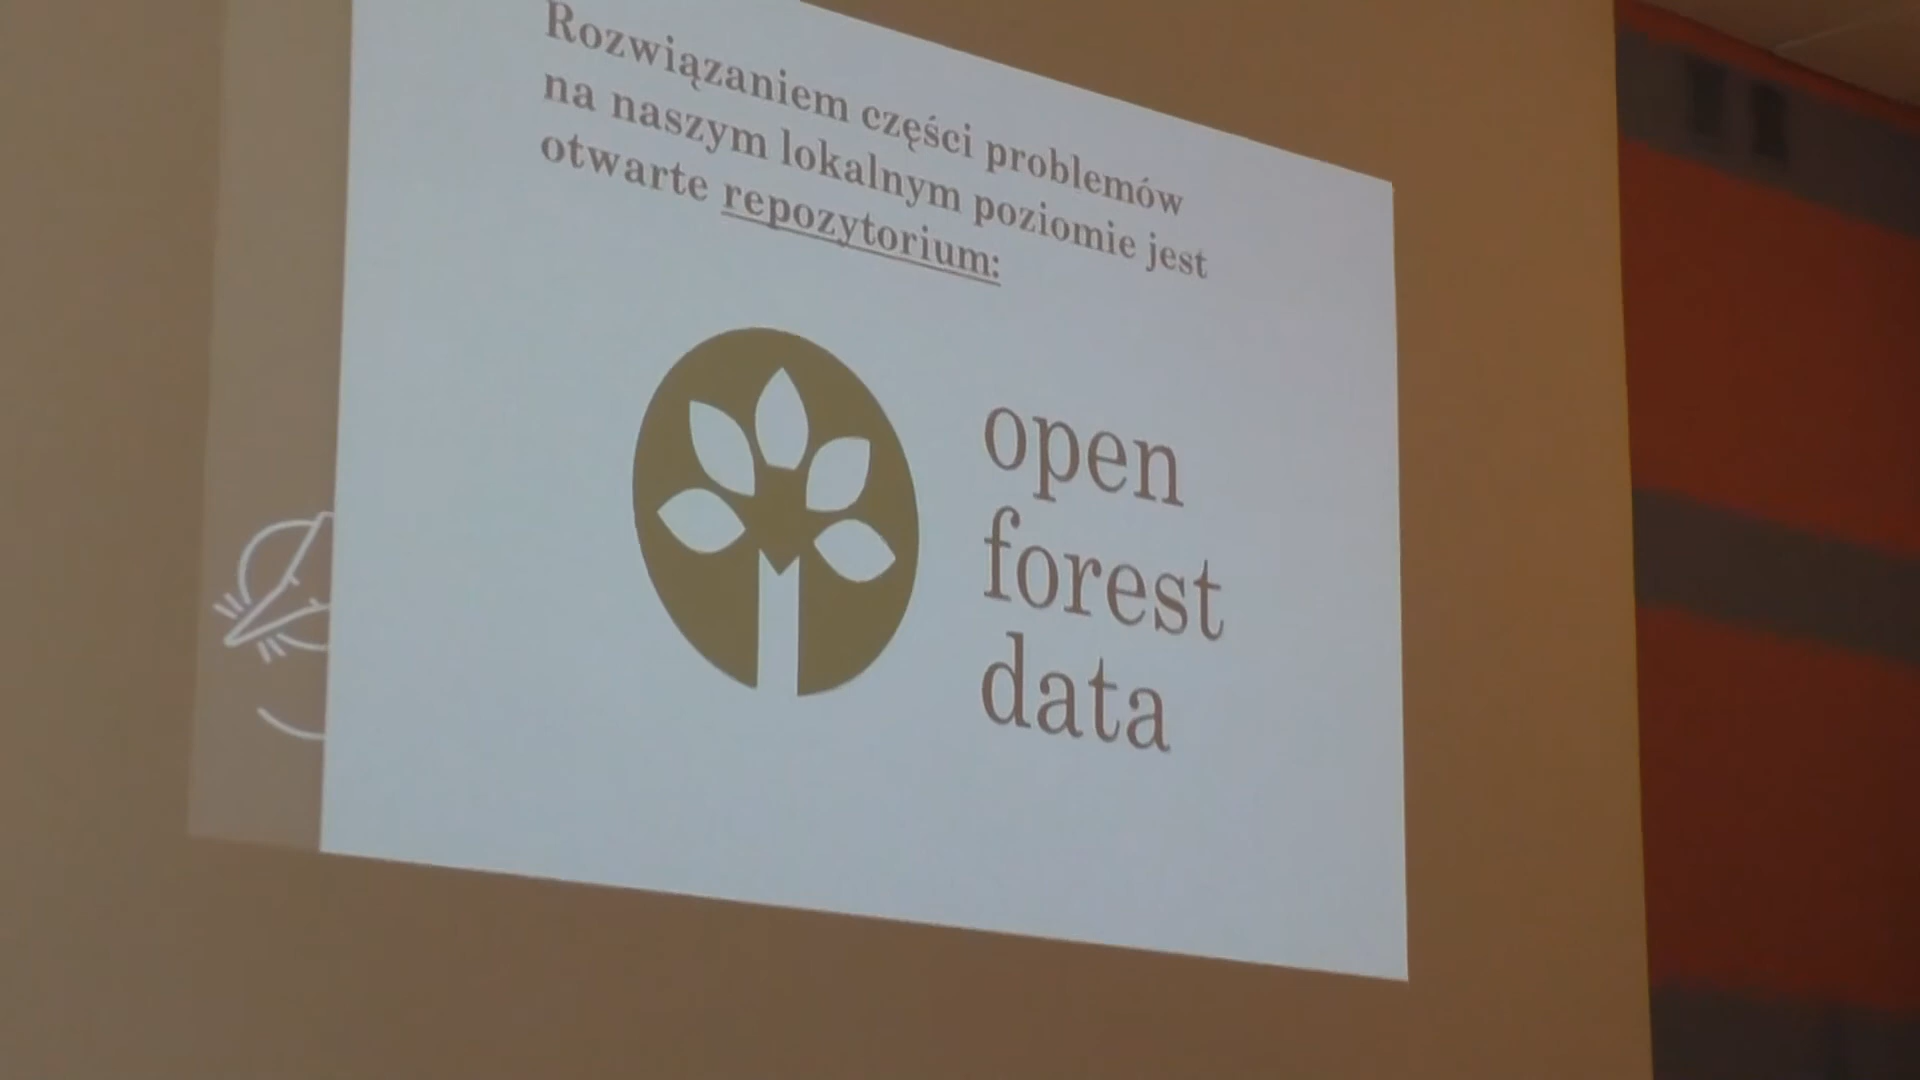 Rozwiązaniem części problemów
na naszym lokalnym poziomie jest
otwarte repozytorium:
open
forest
data